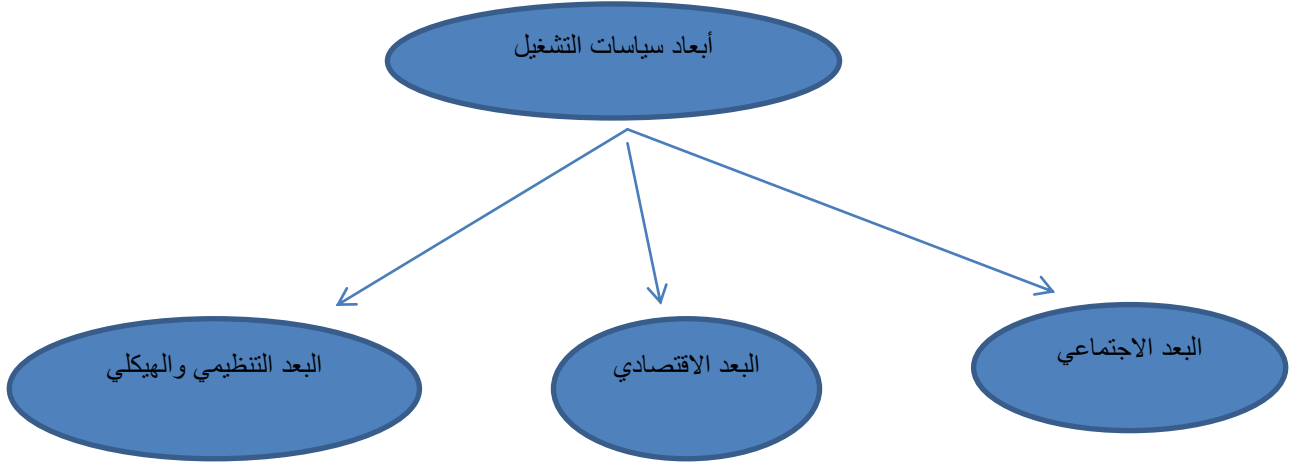 أبعاد سياسات التشغيل
البعد الاجتماعي
البعد الاقتصادي
البعد التنظيمي والهيكلي